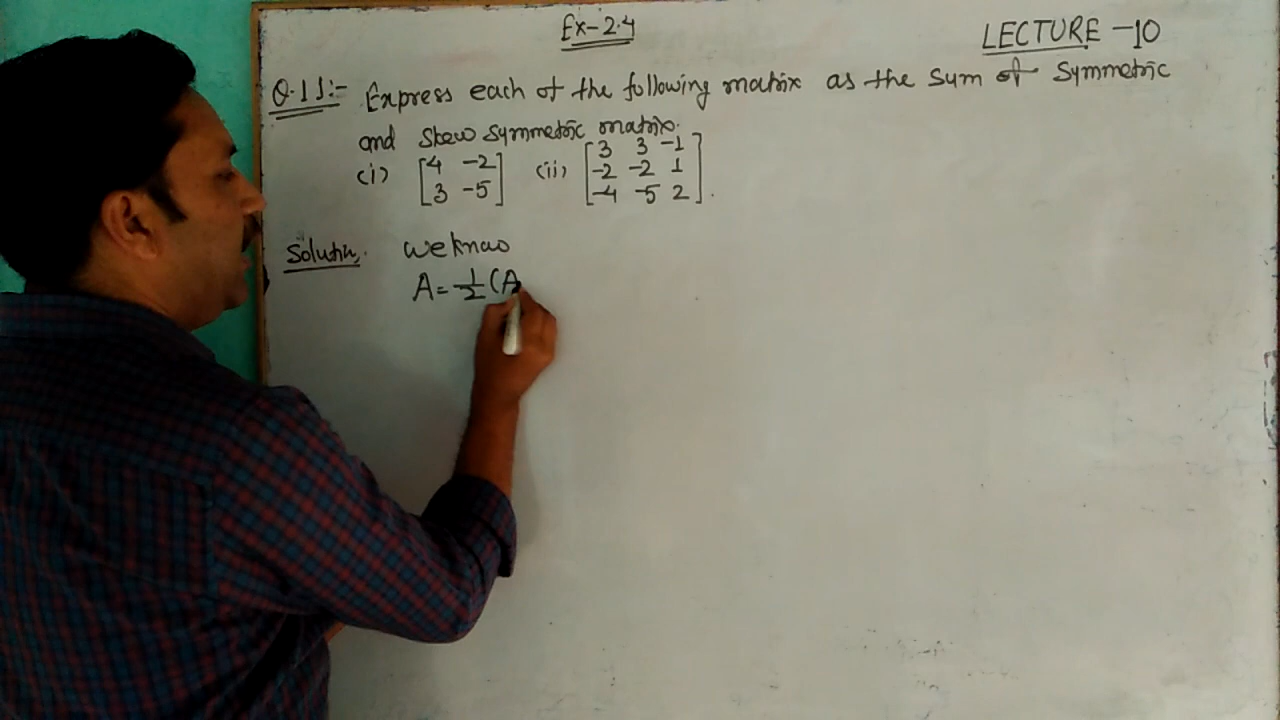 Ex-2.4
LECTURE -10
Q.11:- Express each of the following matrix as the sum of symmetric
and skew symmetric matrix.
(i) [4 -2
3 -5] (ii) [3 3 -1
-2 -2 1
-4 -5 2].
Solution. we know
A = 1/2 (A